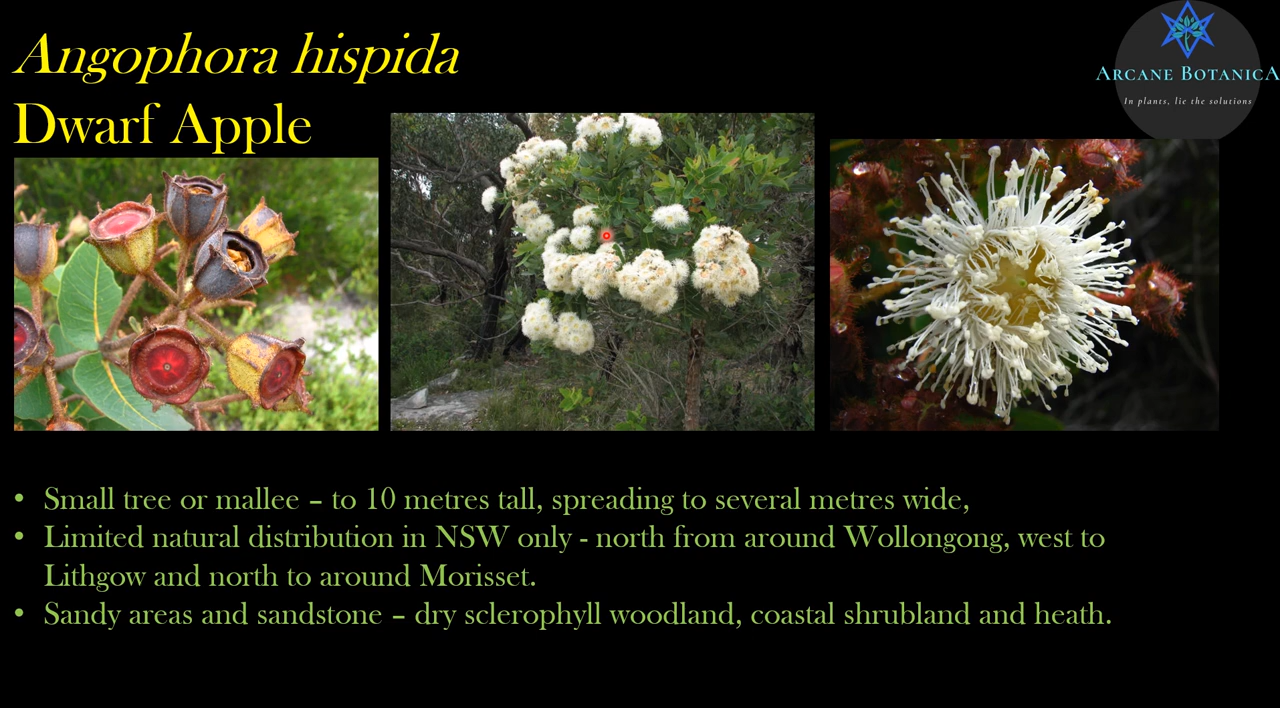 Angophora hispida
Dwarf Apple
ARCANE BOTANICA
In plants, lie the solutions
• Small tree or mallee – to 10 metres tall, spreading to several metres wide,
• Limited natural distribution in NSW only - north from around Wollongong, west to
Lithgow and north to around Morisset.
• Sandy areas and sandstone – dry sclerophyll woodland, coastal shrubland and heath.